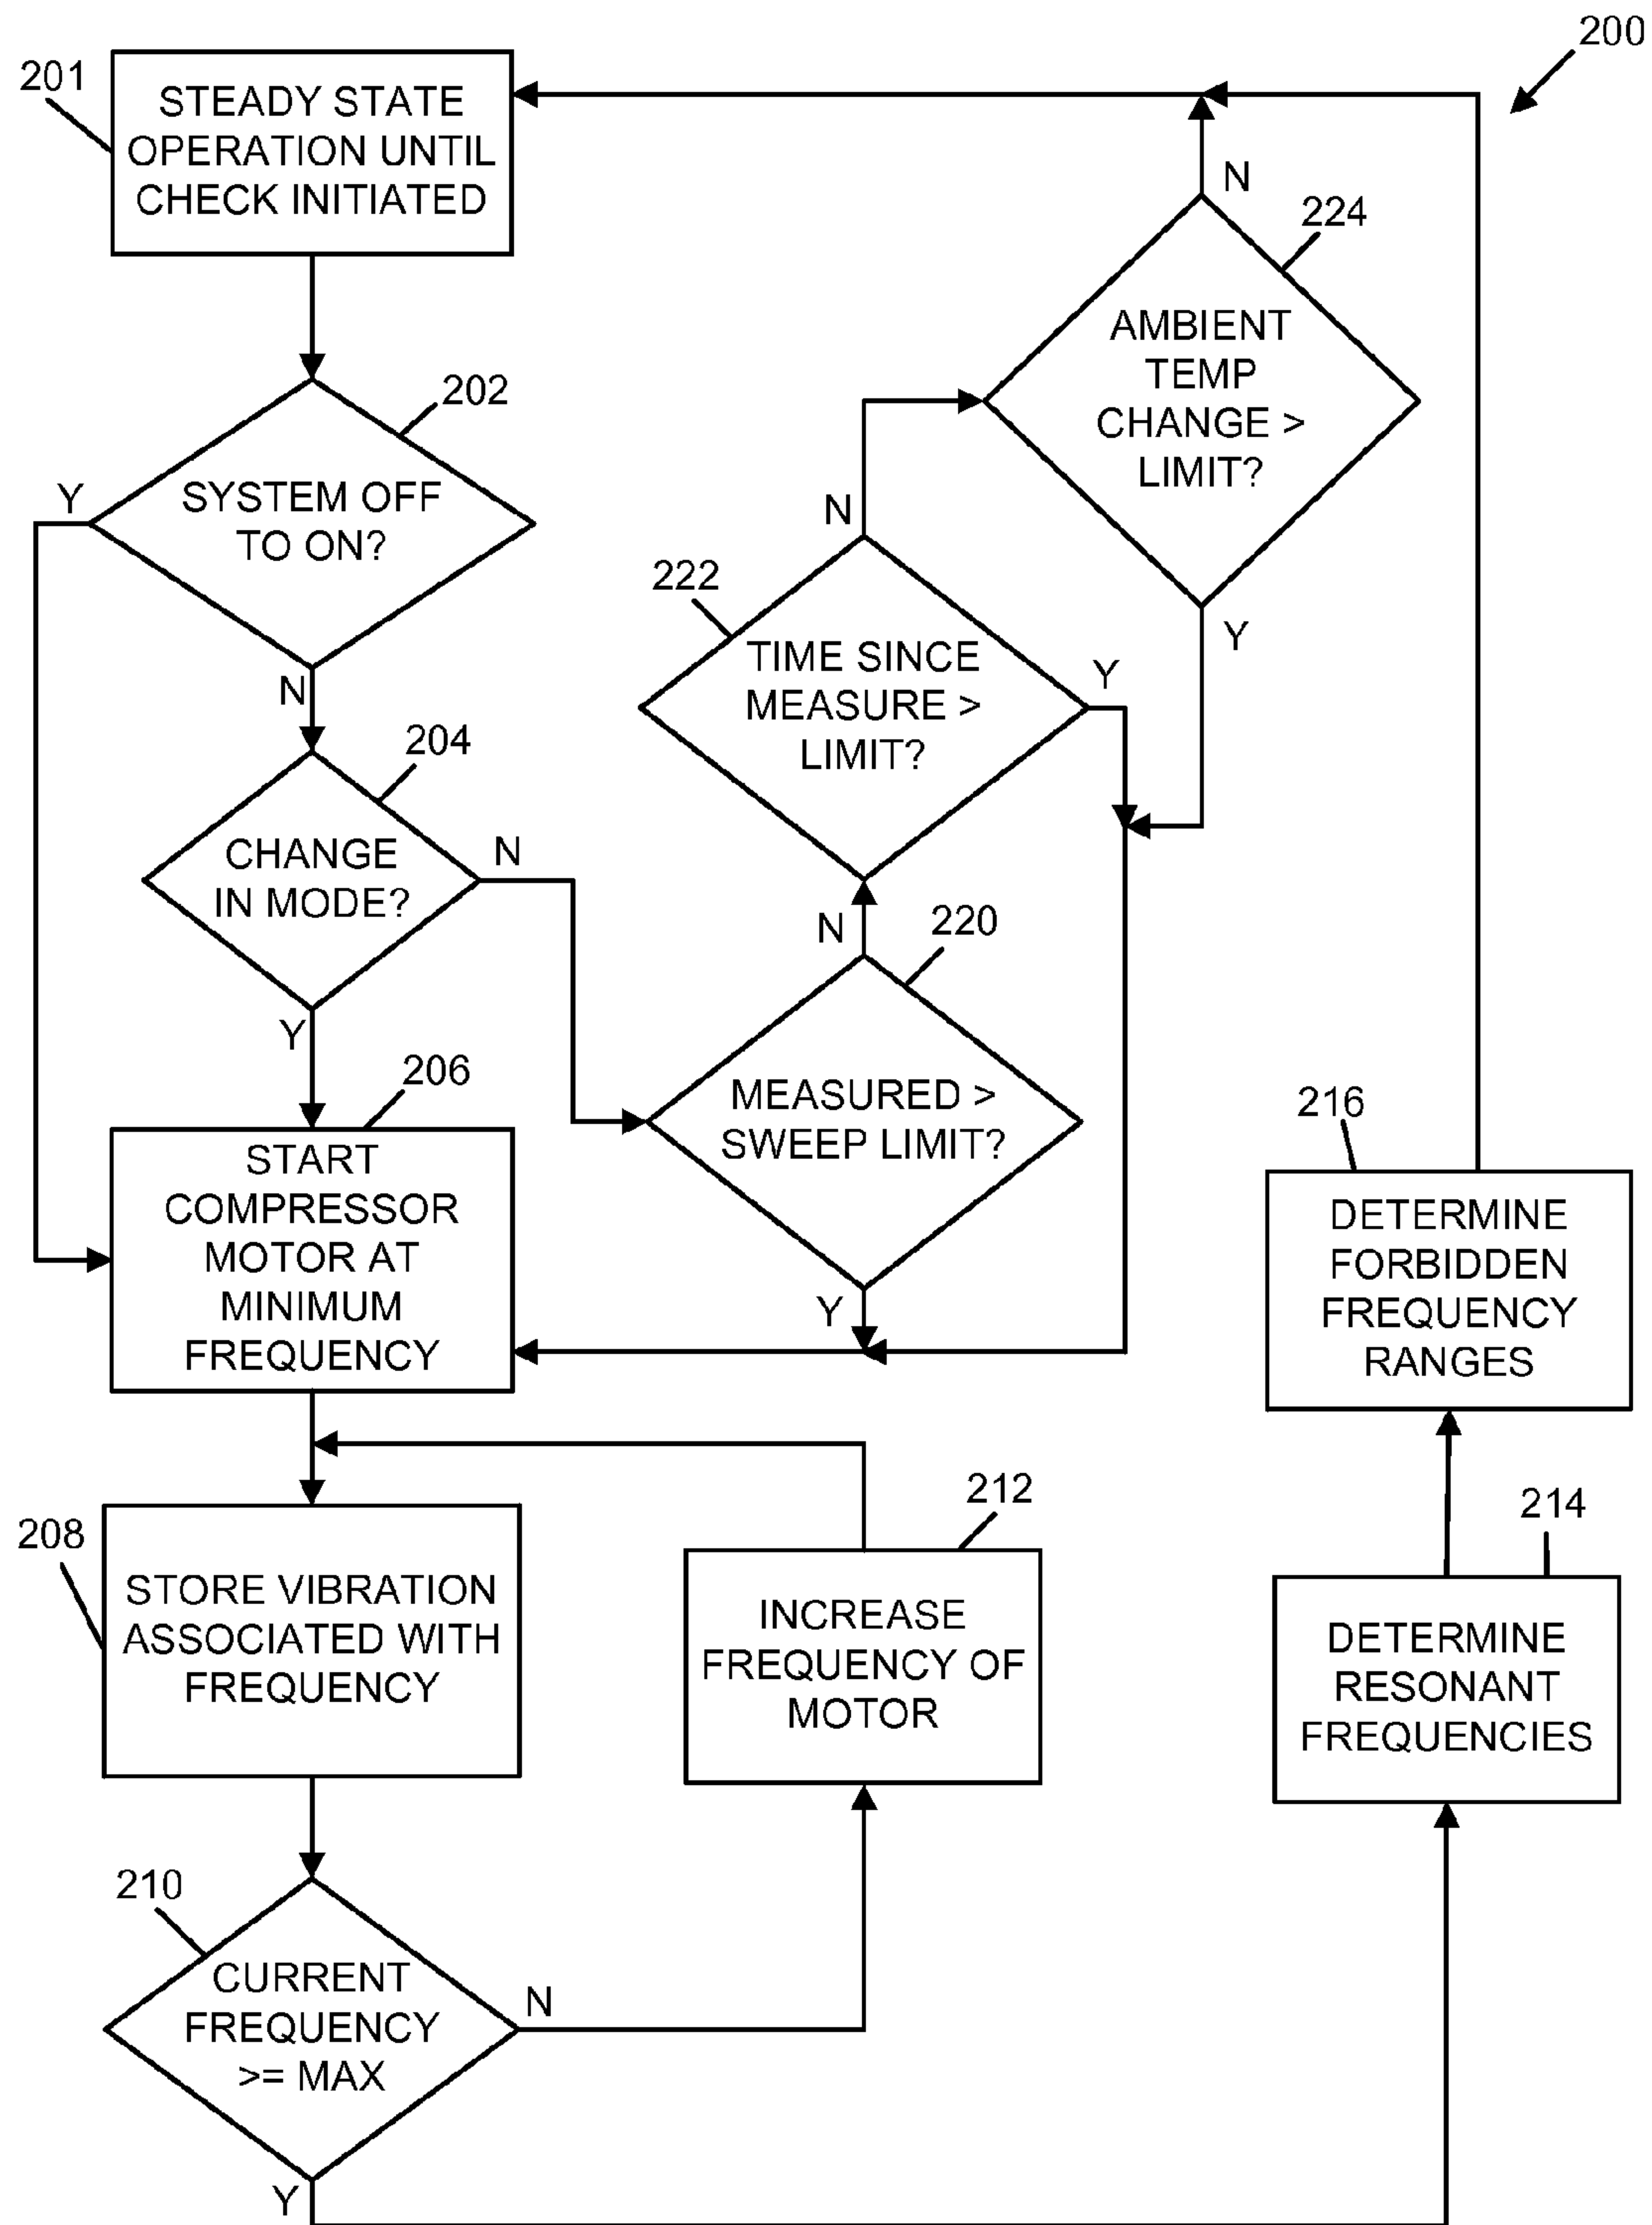 200
201
STEADY STATE
OPERATION UNTIL
CHECK INITIATED
202
SYSTEM OFF
TO ON?
Y
N
204
CHANGE
IN MODE?
N
Y
206
START
COMPRESSOR
MOTOR AT
MINIMUM
FREQUENCY
208
STORE VIBRATION
ASSOCIATED WITH
FREQUENCY
210
CURRENT
FREQUENCY
>= MAX
N
Y
212
INCREASE
FREQUENCY OF
MOTOR
214
DETERMINE
RESONANT
FREQUENCIES
216
DETERMINE
FORBIDDEN
FREQUENCY
RANGES
220
MEASURED >
SWEEP LIMIT?
N
Y
222
TIME SINCE
MEASURE >
LIMIT?
N
Y
224
AMBIENT
TEMP
CHANGE >
LIMIT?
N
Y